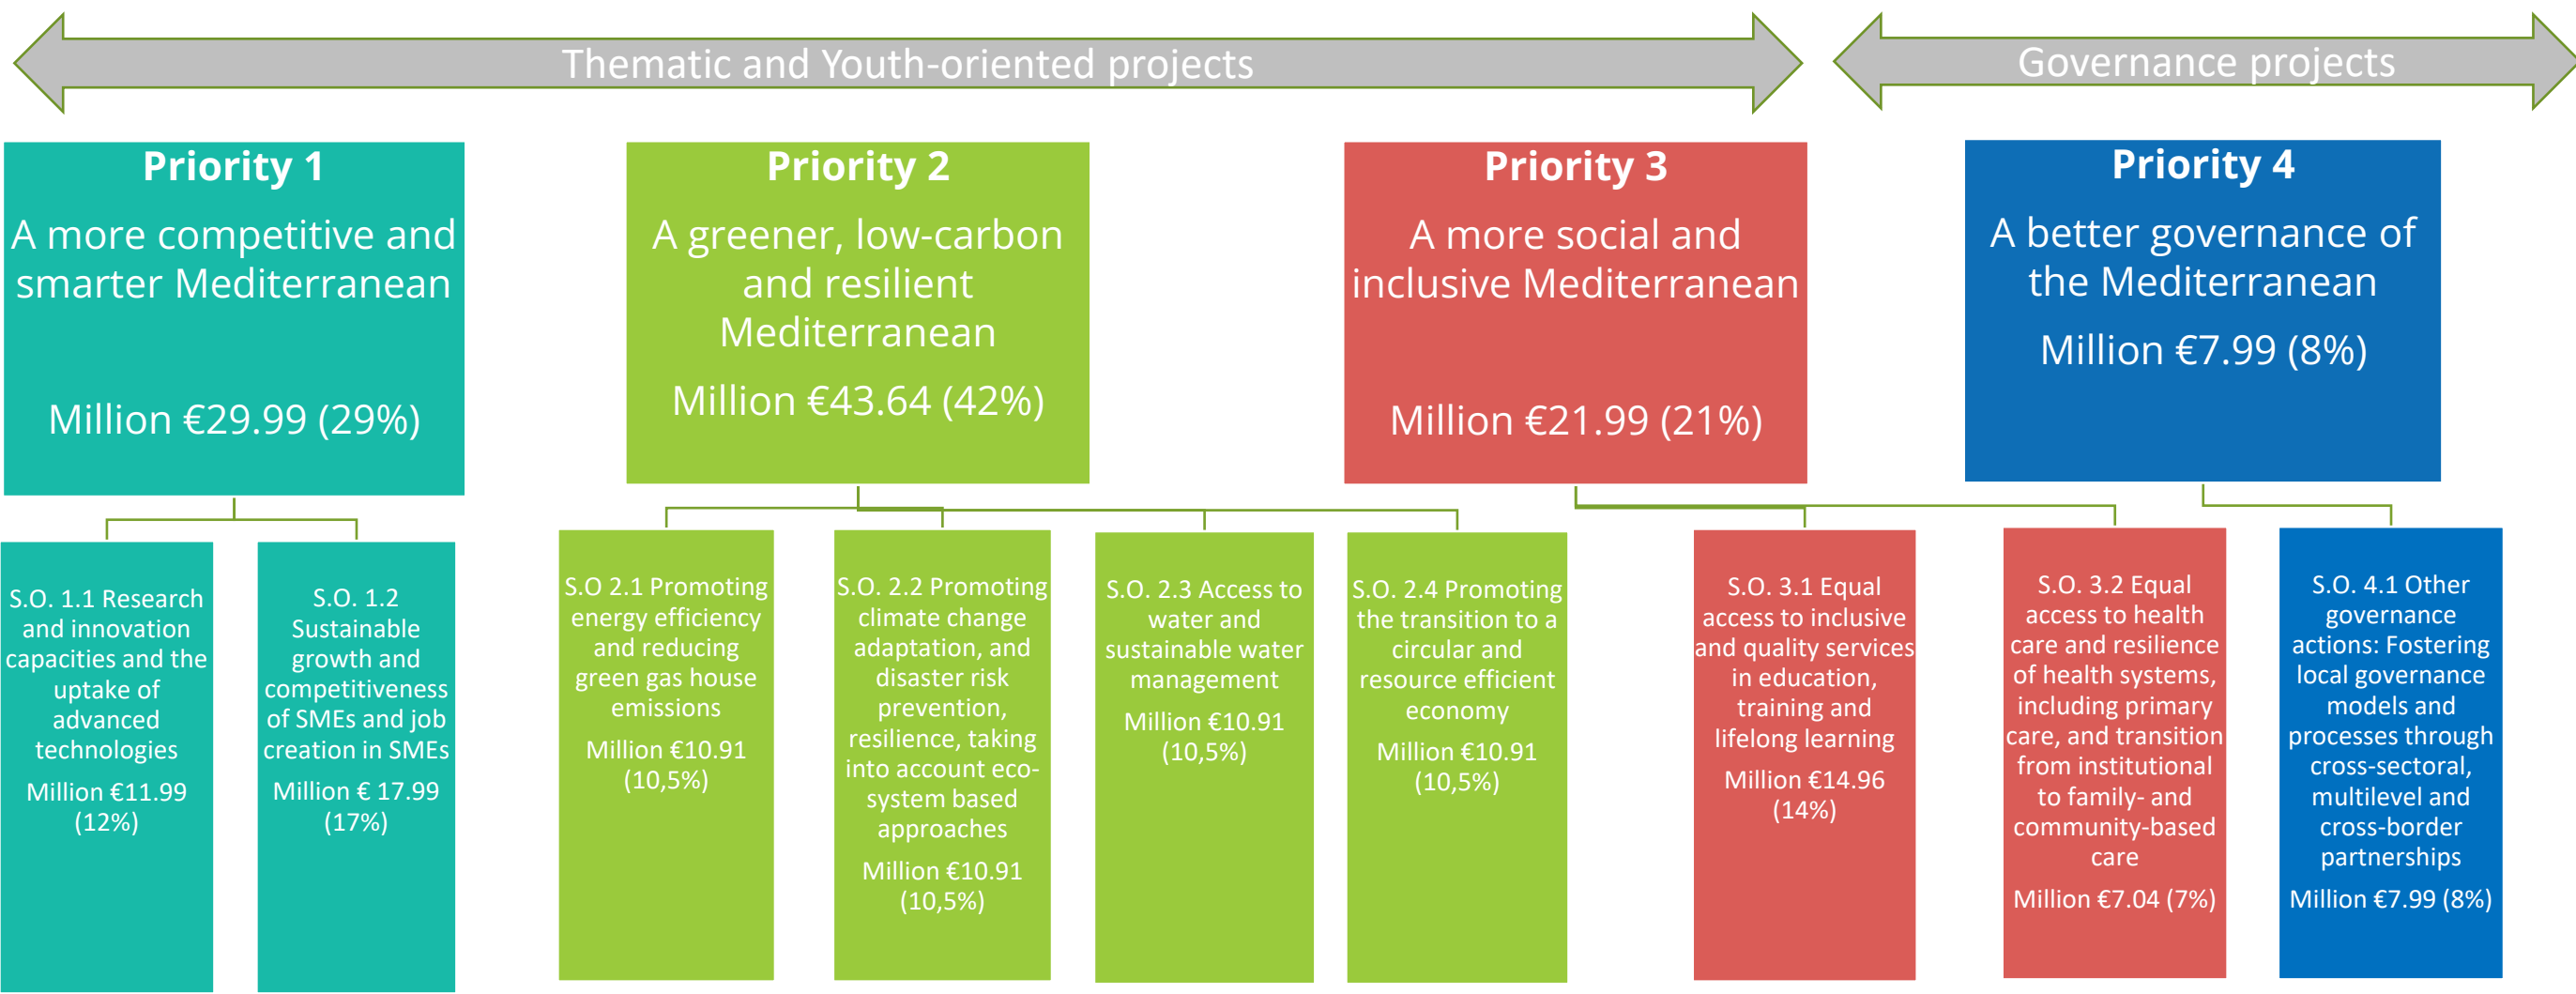 Thematic and Youth-oriented projects
Governance projects
Priority 1
A more competitive and
smarter Mediterranean
Million €29.99 (29%)
Priority 2
A greener, low-carbon
and resilient
Mediterranean
Million €43.64 (42%)
Priority 3
A more social and
inclusive Mediterranean
Million €21.99 (21%)
Priority 4
A better governance of
the Mediterranean
Million €7.99 (8%)
S.O. 1.1 Research
and innovation
capacities and the
uptake of
advanced
technologies
Million €11.99
(12%)
S.O. 1.2
Sustainable
growth and
competitiveness
of SMEs and job
creation in SMEs
Million € 17.99
(17%)
S.O 2.1 Promoting
energy efficiency
and reducing
green gas house
emissions
Million €10.91
(10,5%)
S.O. 2.2 Promoting
climate change
adaptation, and
disaster risk
prevention,
resilience, taking
into account eco-
system based
approaches
Million €10.91
(10,5%)
S.O. 2.3 Access to
water and
sustainable water
management
Million €10.91
(10,5%)
S.O. 2.4 Promoting
the transition to a
circular and
resource efficient
economy
Million €10.91
(10,5%)
S.O. 3.1 Equal
access to inclusive
and quality services
in education,
training and
lifelong learning
Million €14.96
(14%)
S.O. 3.2 Equal
access to health
care and resilience
of health systems,
including primary
care, and transition
from institutional
to family- and
community-based
care
Million €7.04 (7%)
S.O. 4.1 Other
governance
actions: Fostering
local governance
models and
processes through
cross-sectoral,
multilevel and
cross-border
partnerships
Million €7.99 (8%)